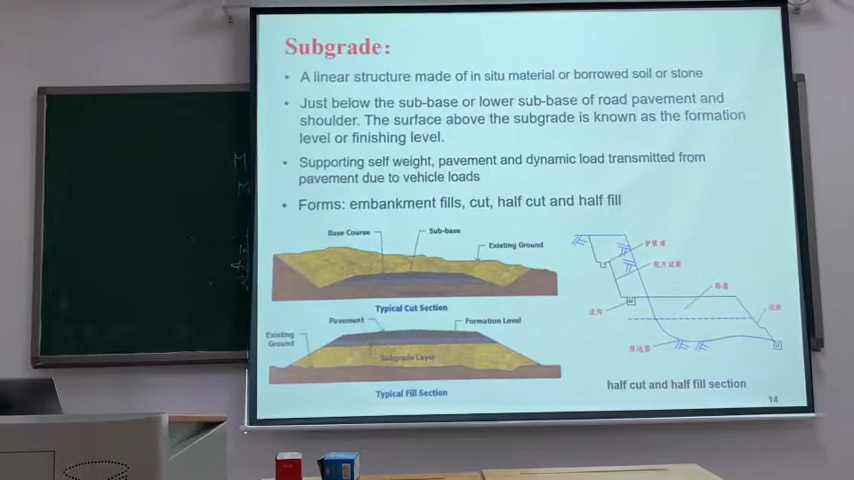 Subgrade:
• A linear structure made of in situ material or borrowed soil or stone
• Just below the sub-base or lower sub-base of road pavement and
shoulder. The surface above the subgrade is known as the formation
level or finishing level.
• Supporting self weight, pavement and dynamic load transmitted from
pavement due to vehicle loads
• Forms: embankment fills, cut, half cut and half fill
Base Course
Sub-base
Existing Ground
Typical Cut Section
Pavement
Formation Level
Existing
Ground
Subgrade Layer
Typical Fill Section
边沟
half cut and half fill section
14